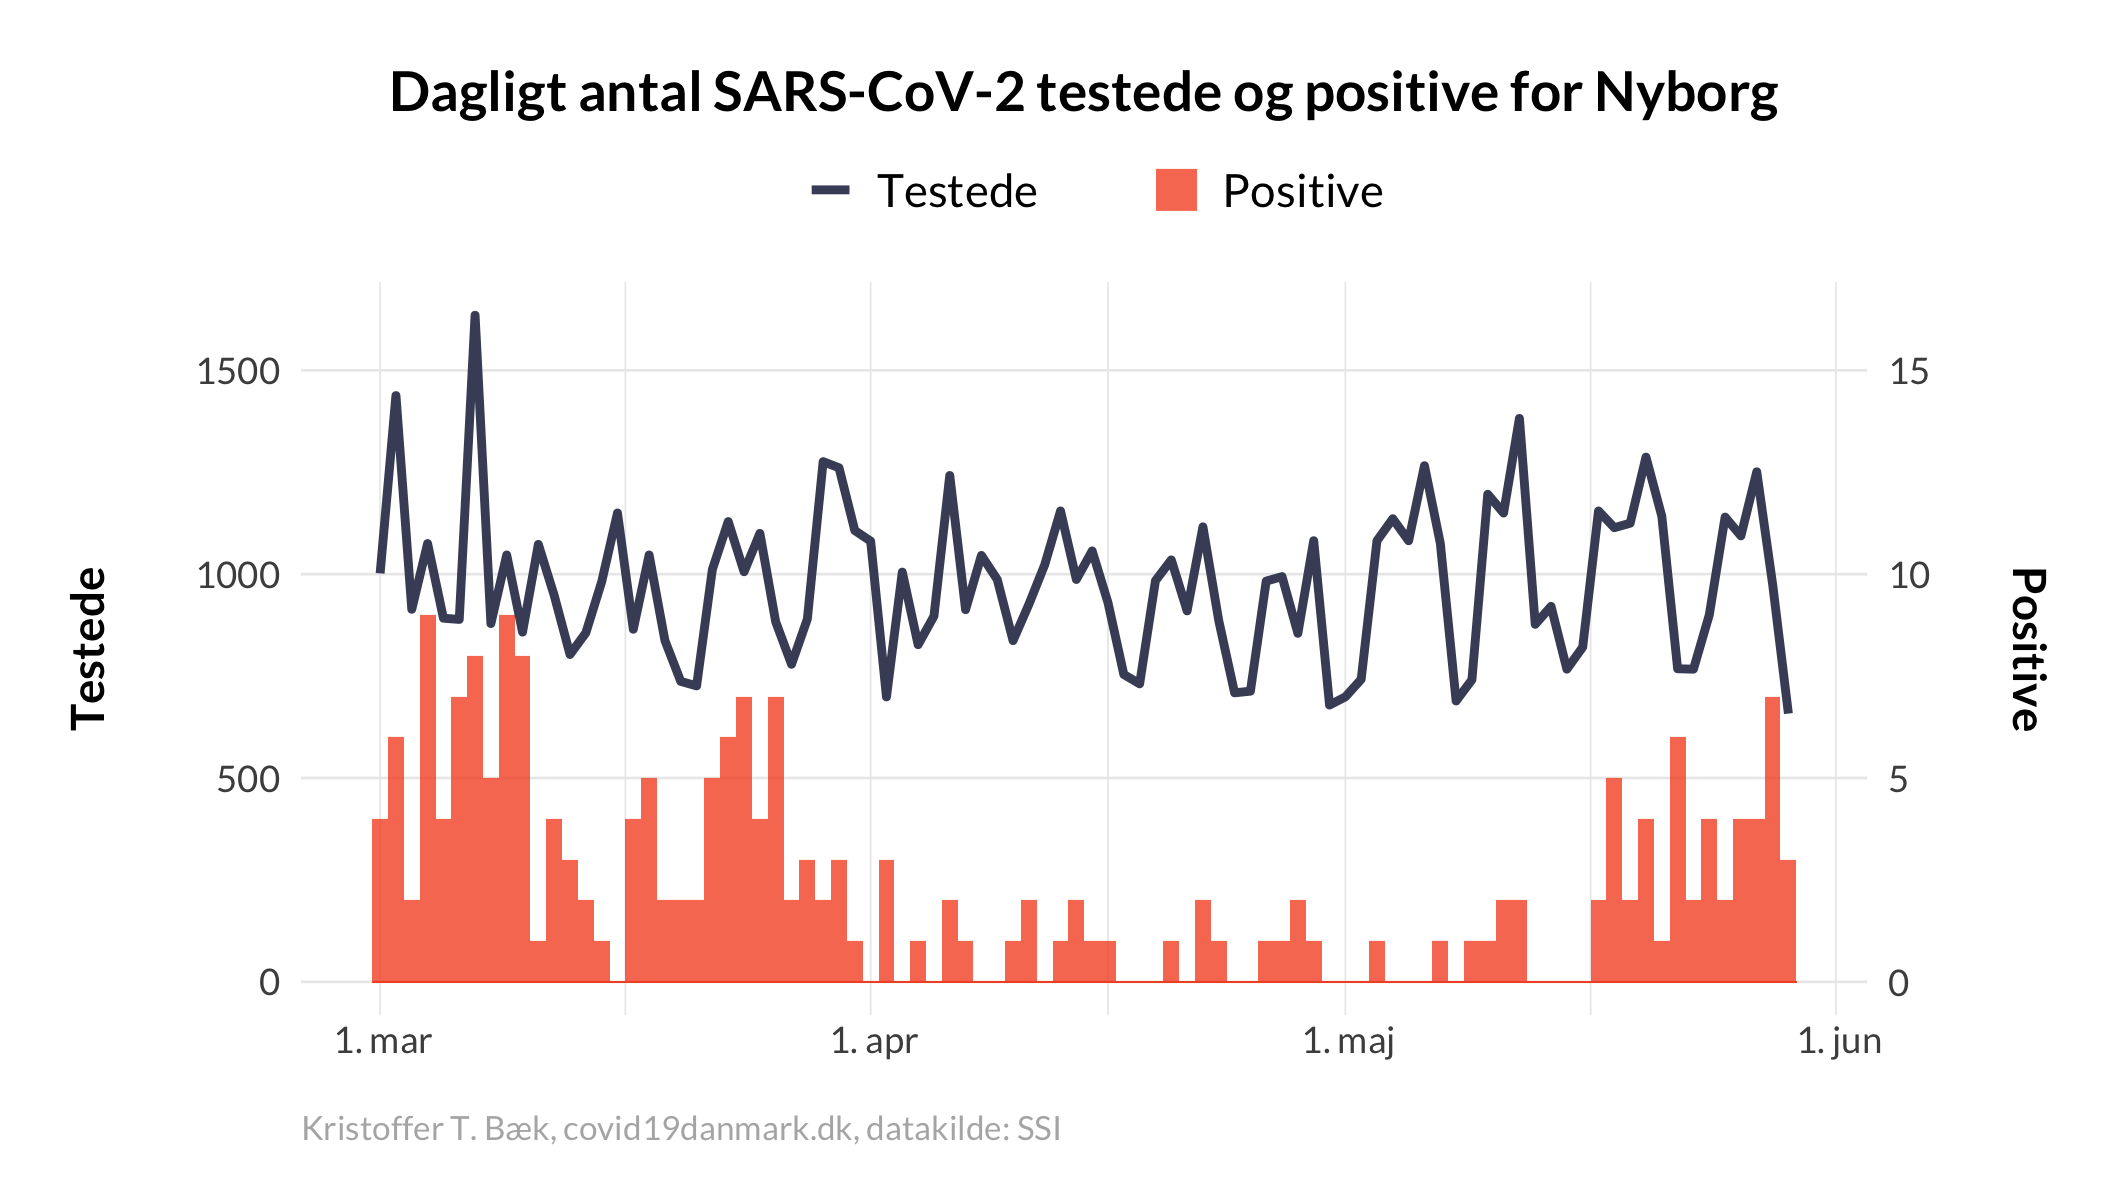 Dagligt antal SARS-CoV-2 testede og positive for Nyborg
Testede
Positive
Testede
1500
1000
500
0
15
10
5
0
Positive
1. mar
1. apr
1. maj
1. jun
Kristoffer T. Bæk, covid19danmark.dk, datakilde: SSI